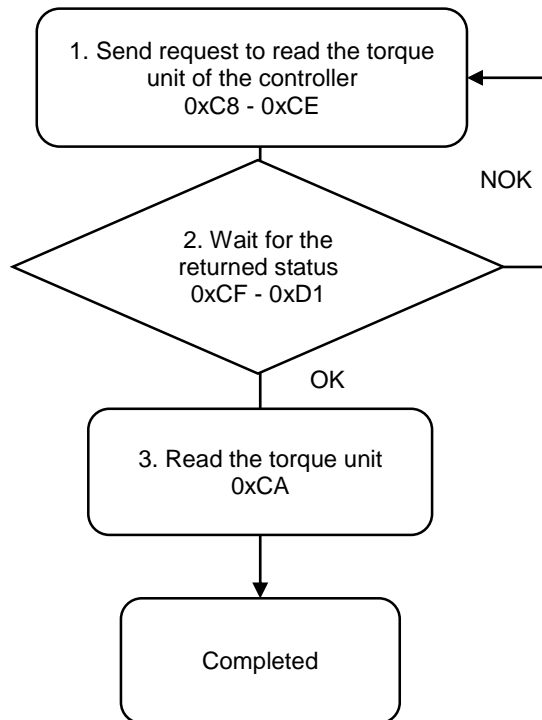 1. Send request to read the torque
unit of the controller
0xC8 - 0xCE
NOK
2. Wait for the
returned status
0xCF - 0xD1
OK
3. Read the torque unit
0xCA
Completed